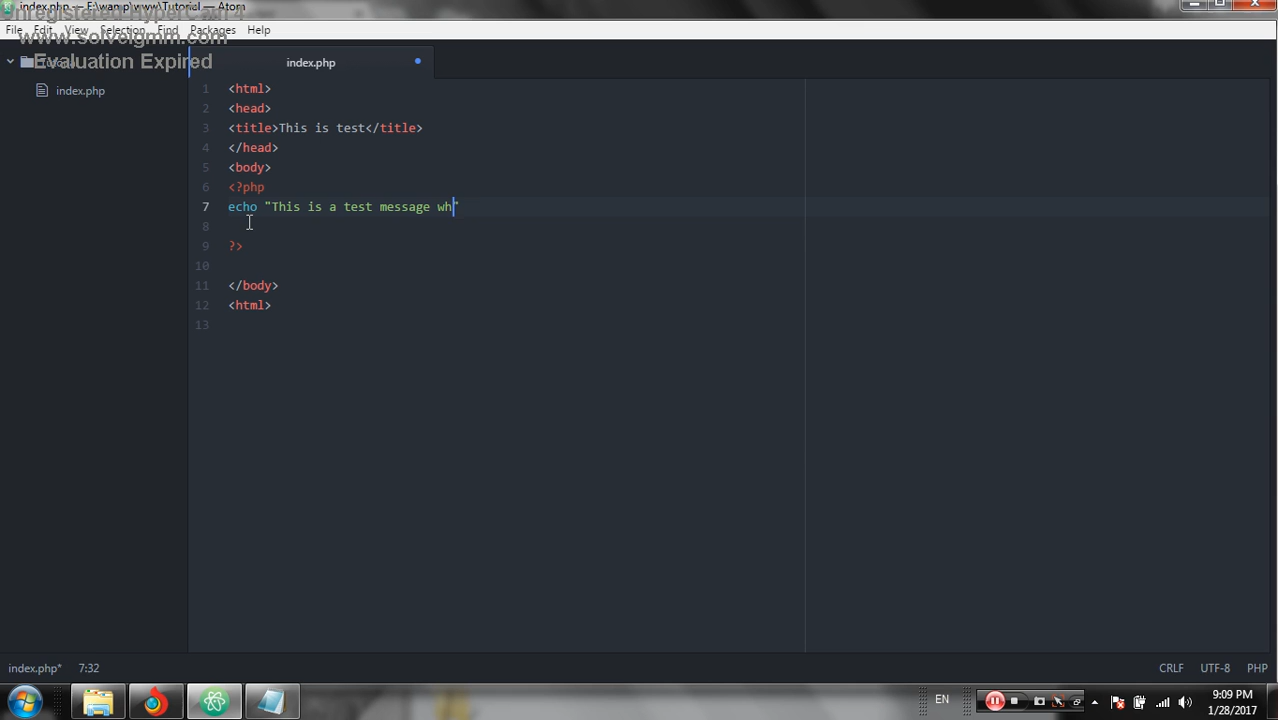 index.php — E:\wamp\www\Tutorial — Atom
Unregistered HyperCam 4
File Edit View Selection Find Packages Help
www.solveigmm.com
Evaluation Expired
index.php
index.php
1 <html>
2 <head>
3 <title>This is test</title>
4 </head>
5 <body>
6 <?php
7 echo "This is a test message wh"
8
9 ?>
10
11 </body>
12 <html>
13
index.php* 7:32 CRLF UTF-8 PHP
EN 9:09 PM
1/28/2017